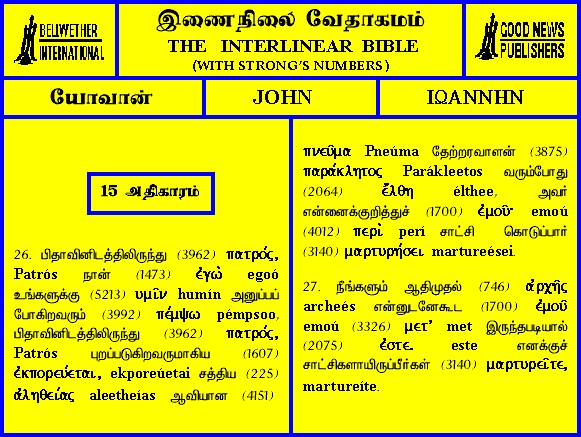 BELLWETHER
INTERNATIONAL
இணைநிலை வேதாகமம்
THE INTERLINEAR BIBLE
(WITH STRONG'S NUMBERS)
GOOD NEWS
PUBLISHERS
யோவான்
JOHN
ΙΩΑΝΝΗΝ
15 அதிகாரம்
26. பிதாவினிடத்திலிருந்து (3962) πατρός,
Patrós நான் (1473) ἐγὼ egoó
உங்களுக்கு (5213) υμῖν humín அனுப்பப்
போகிறவரும் (3992) πέμψω pémpsoo,
பிதாவினிடத்திலிருந்து (3962) πατρός,
Patrós புறப்படுகிறவருமாகிய (1607)
ἐκπορεύεται, ekporeúetai சத்திய (225)
ἀληθείας aleetheías ஆவியான (4151)
πνεῦμα Pneúma தேற்றரவாளன் (3875)
παράκλητος Parákleetos வரும்போது
(2064) ἔλθη élthee, அவர்
என்னைக்குறித்துச் (1700) ἐμοῦ· emoú
(4012) περὶ perí சாட்சி கொடுப்பார்
(3140) μαρτυρήσει martureései.
27. நீங்களும் ஆதிமுதல் (746) ἀρχῆς
archeés என்னுடனேகூட (1700) ἐμοῦ
emoú (3326) μετ' met இருந்தபடியால்
(2075) ἐστε. este எனக்குச்
சாட்சிகளாயிருப்பீர்கள் (3140) μαρτυρεῖτε,
martureíte.